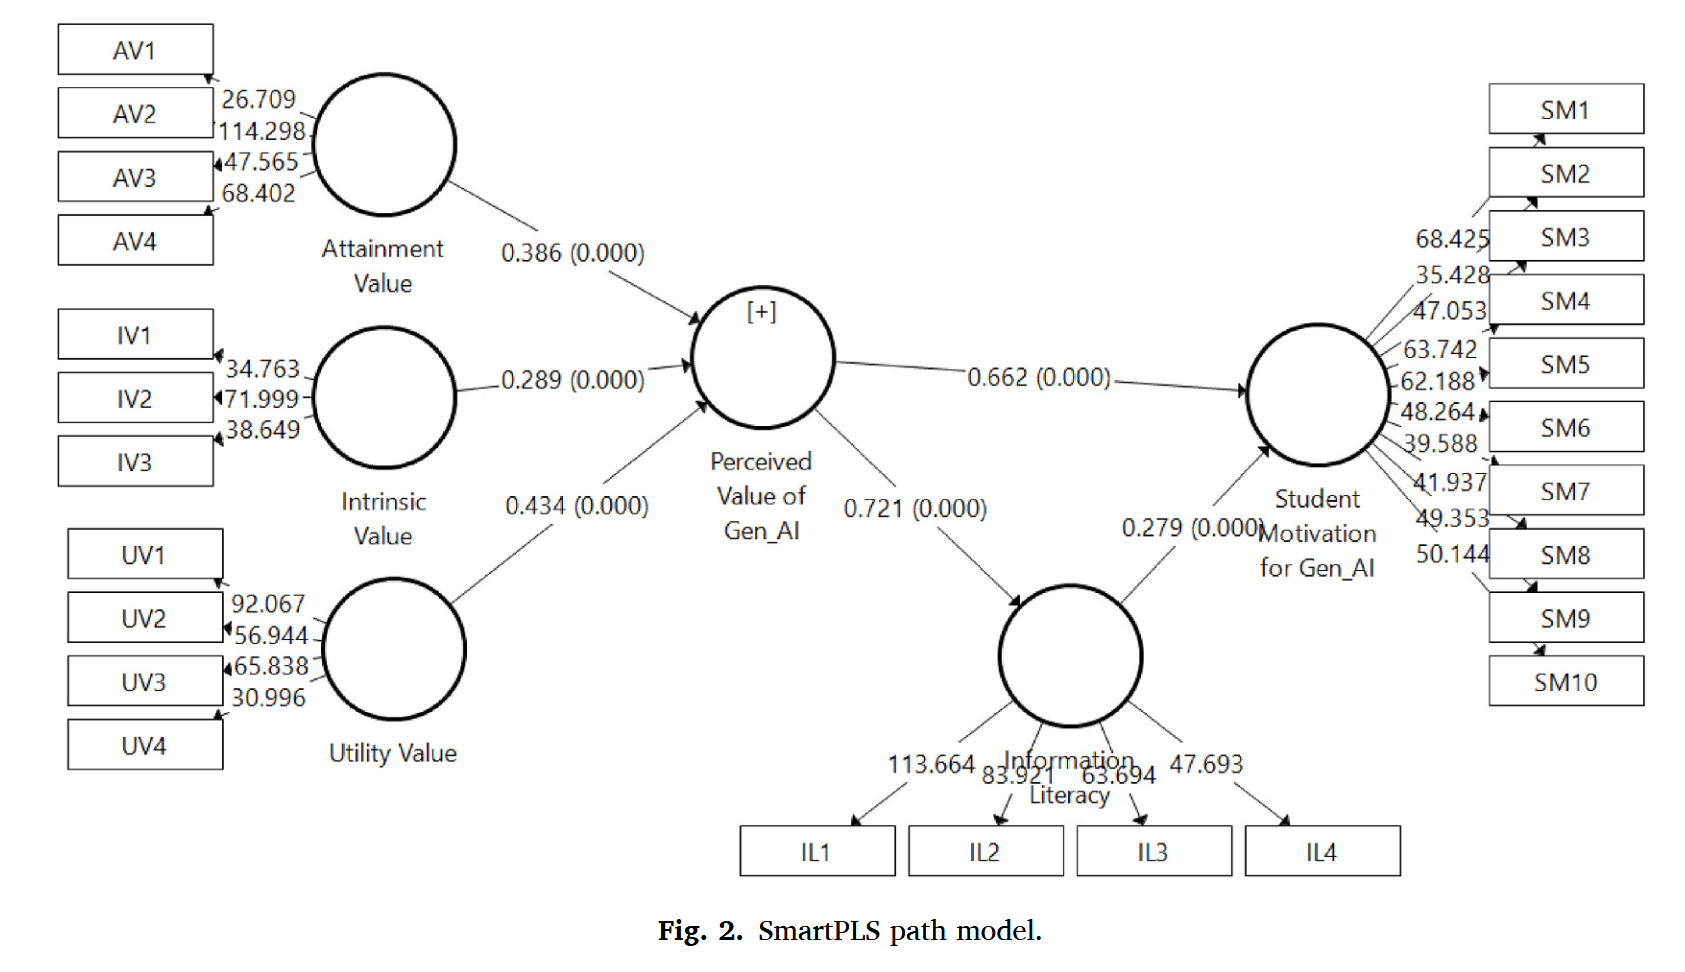 AV1
AV2
AV3
AV4
26.709
114.298
47.565
68.402
Attainment
Value
0.386 (0.000)
IV1
IV2
IV3
34.763
71.999
38.649
Intrinsic
Value
0.289 (0.000)
UV1
UV2
UV3
UV4
92.067
56.944
65.838
30.996
Utility Value
0.434 (0.000)
[+]
Perceived
Value of
Gen_AI
0.662 (0.000)
0.721 (0.000)
0.279 (0.000)
Student
Motivation
for Gen_AI
68.425
35.428
47.053
63.742
62.188
48.264
39.588
41.937
49.353
50.144
SM1
SM2
SM3
SM4
SM5
SM6
SM7
SM8
SM9
SM10
Information
Literacy
113.664
83.921
63.694
47.693
IL1
IL2
IL3
IL4
Fig. 2. SmartPLS path model.